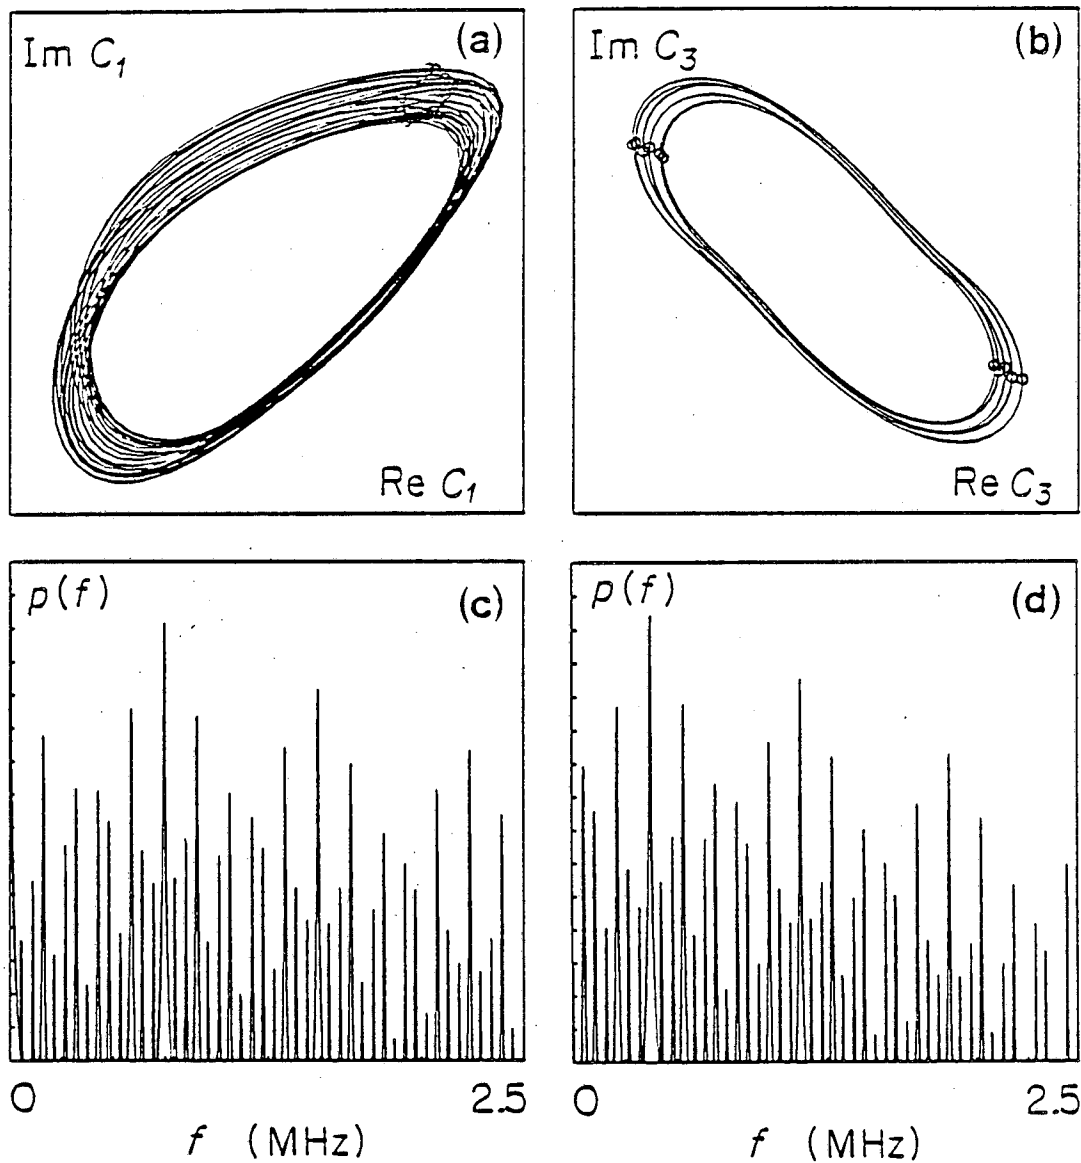 Im C₁
(a)
Re C₁
Im C₃
(b)
Re C₃
p(f)
(c)
0
2.5
f (MHz)
p(f)
(d)
0
2.5
f (MHz)